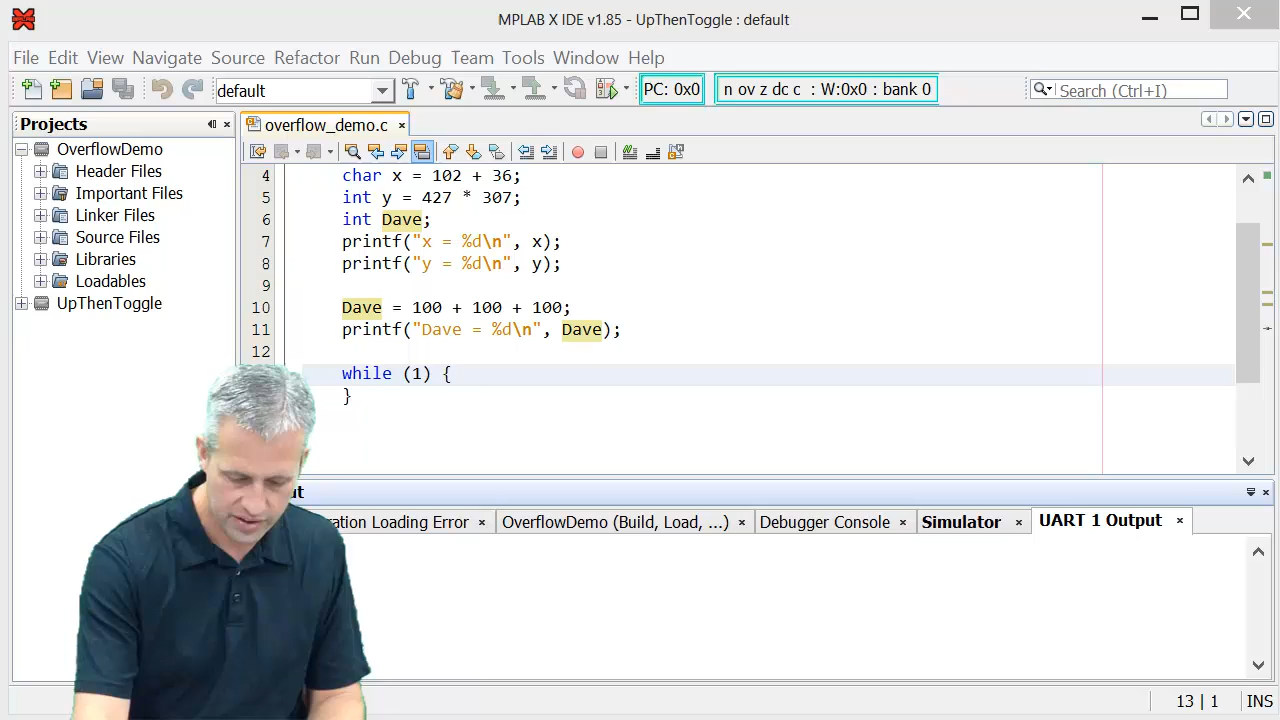 MPLAB X IDE v1.85 - UpThenToggle : default
File Edit View Navigate Source Refactor Run Debug Team Tools Window Help
default
PC: 0x0
n ov z dc c : W:0x0 : bank 0
Search (Ctrl+I)
Projects
OverflowDemo
Header Files
Important Files
Linker Files
Source Files
Libraries
Loadables
UpThenToggle
overflow_demo.c
4 char x = 102 + 36;
5 int y = 427 * 307;
6 int Dave;
7 printf("x = %d\n", x);
8 printf("y = %d\n", y);
9
10 Dave = 100 + 100 + 100;
11 printf("Dave = %d\n", Dave);
12
while (1) {
}
Loading Error
OverflowDemo (Build, Load, ...)
Debugger Console
Simulator
UART 1 Output
13 | 1
INS